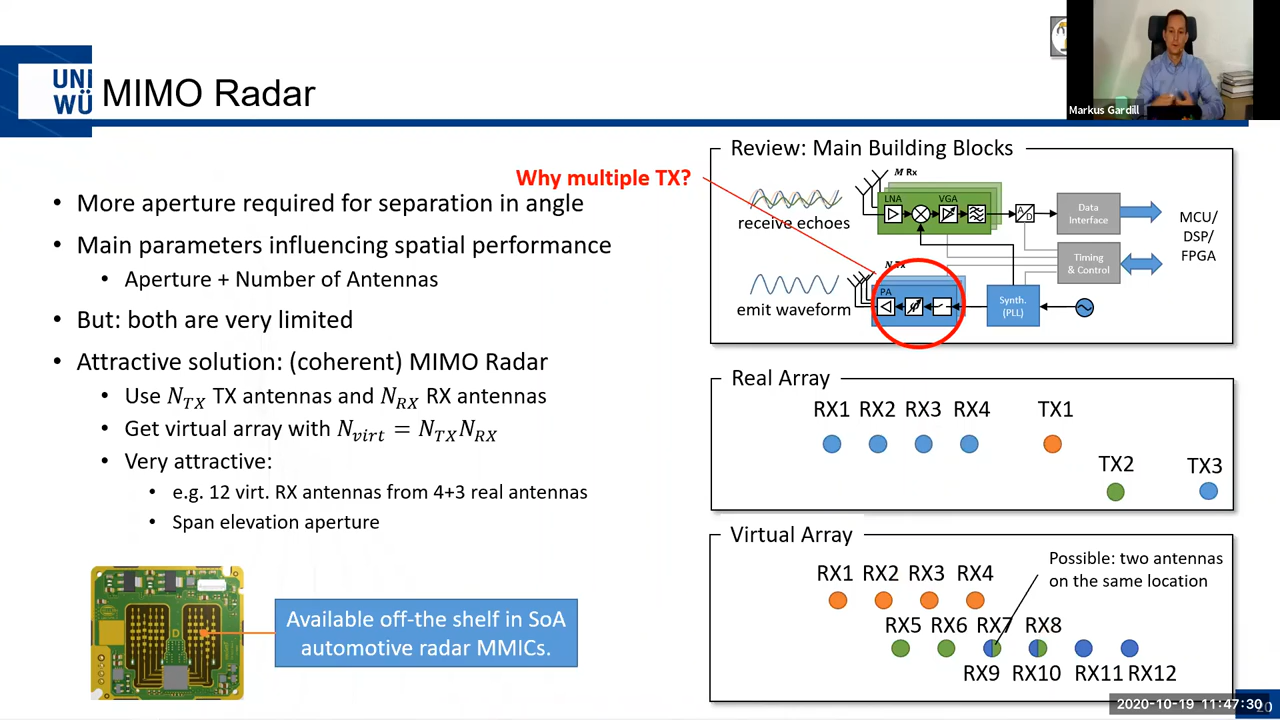 UNI
WÜ
MIMO Radar
Markus Gardill
Why multiple TX?
• More aperture required for separation in angle
• Main parameters influencing spatial performance
• Aperture + Number of Antennas
• But: both are very limited
• Attractive solution: (coherent) MIMO Radar
• Use N_TX TX antennas and N_RX RX antennas
• Get virtual array with N_virt = N_TX N_RX
• Very attractive:
• e.g. 12 virt. RX antennas from 4+3 real antennas
• Span elevation aperture
Available off-the shelf in SoA
automotive radar MMICs.
Review: Main Building Blocks
M Rx
LNA
VGA
A/D
receive echoes
Data
Interface
MCU/
DSP/
FPGA
Timing
& Control
N Tx
PA
emit waveform
Synth.
(PLL)
Real Array
RX1 RX2 RX3 RX4 TX1
TX2 TX3
Virtual Array
Possible: two antennas
on the same location
RX1 RX2 RX3 RX4
RX5 RX6 RX7 RX8
RX9 RX10 RX11 RX12
2020-10-19 11:47:30
20